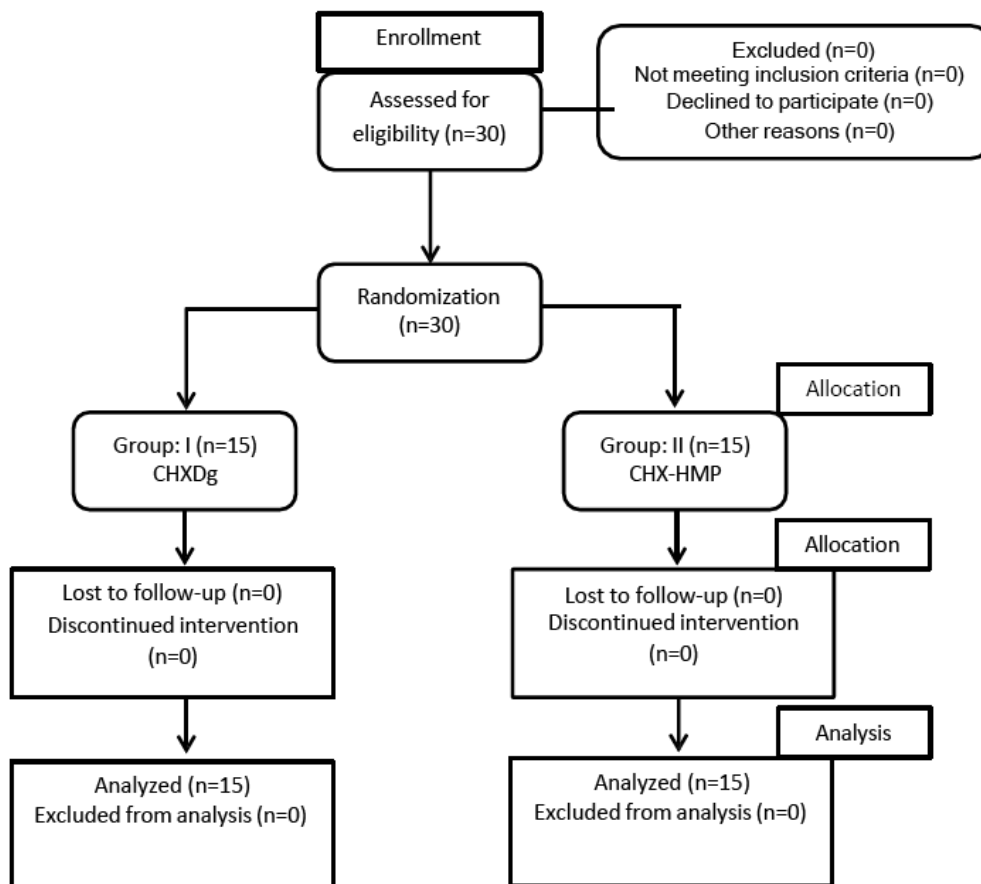 Enrollment
Assessed for
eligibility (n=30)
Excluded (n=0)
Not meeting inclusion criteria (n=0)
Declined to participate (n=0)
Other reasons (n=0)
Randomization
(n=30)
Allocation
Group: I (n=15)
CHXDg
Group: II (n=15)
CHX-HMP
Allocation
Lost to follow-up (n=0)
Discontinued intervention
(n=0)
Lost to follow-up (n=0)
Discontinued intervention
(n=0)
Analysis
Analyzed (n=15)
Excluded from analysis (n=0)
Analyzed (n=15)
Excluded from analysis (n=0)